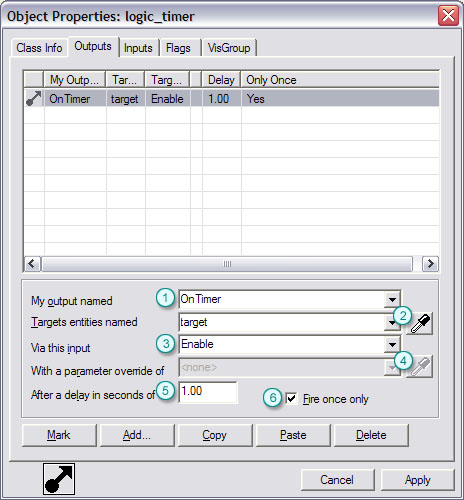 Object Properties: logic_timer
Class Info Outputs Inputs Flags VisGroup
My Outp... Tar... Targ... Delay Only Once
OnTimer target Enable 1.00 Yes
My output named 1 OnTimer
Targets entities named target 2
Via this input 3 Enable
With a parameter override of <none> 4
After a delay in seconds of 5 1.00 6 Fire once only
Mark Add... Copy Paste Delete
Cancel Apply